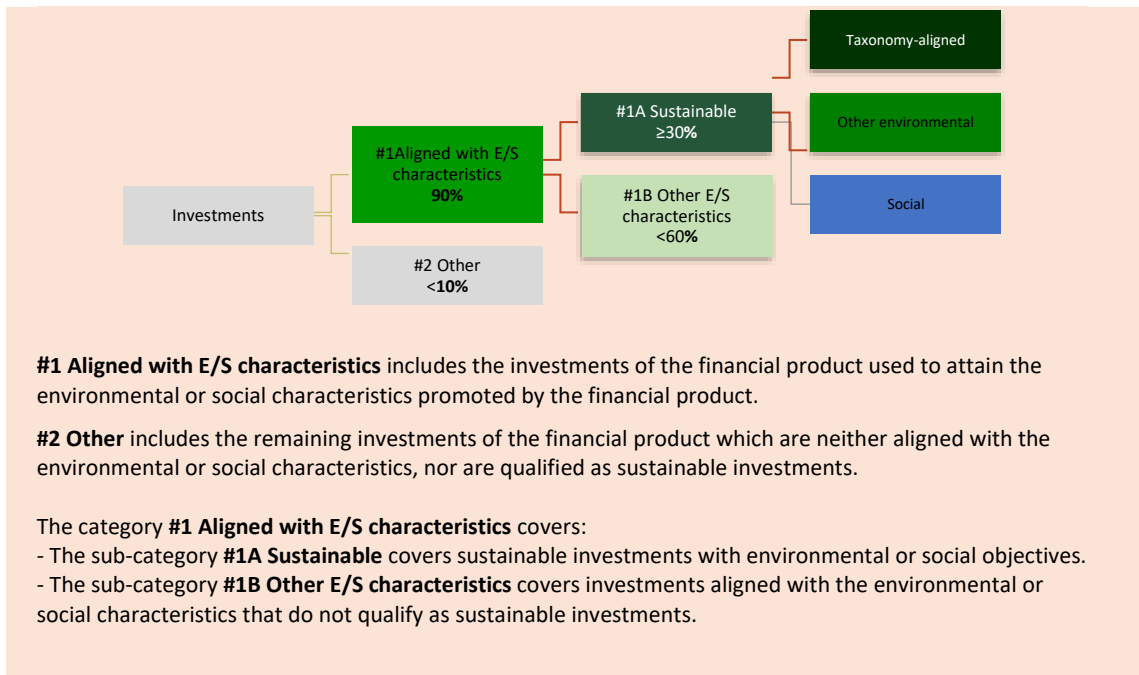 Taxonomy-aligned
#1A Sustainable
≥30%
Other environmental
#1Aligned with E/S
characteristics
90%
#1B Other E/S
characteristics
<60%
Social
Investments
#2 Other
<10%
#1 Aligned with E/S characteristics includes the investments of the financial product used to attain the
environmental or social characteristics promoted by the financial product.
#2 Other includes the remaining investments of the financial product which are neither aligned with the
environmental or social characteristics, nor are qualified as sustainable investments.
The category #1 Aligned with E/S characteristics covers:
- The sub-category #1A Sustainable covers sustainable investments with environmental or social objectives.
- The sub-category #1B Other E/S characteristics covers investments aligned with the environmental or
social characteristics that do not qualify as sustainable investments.